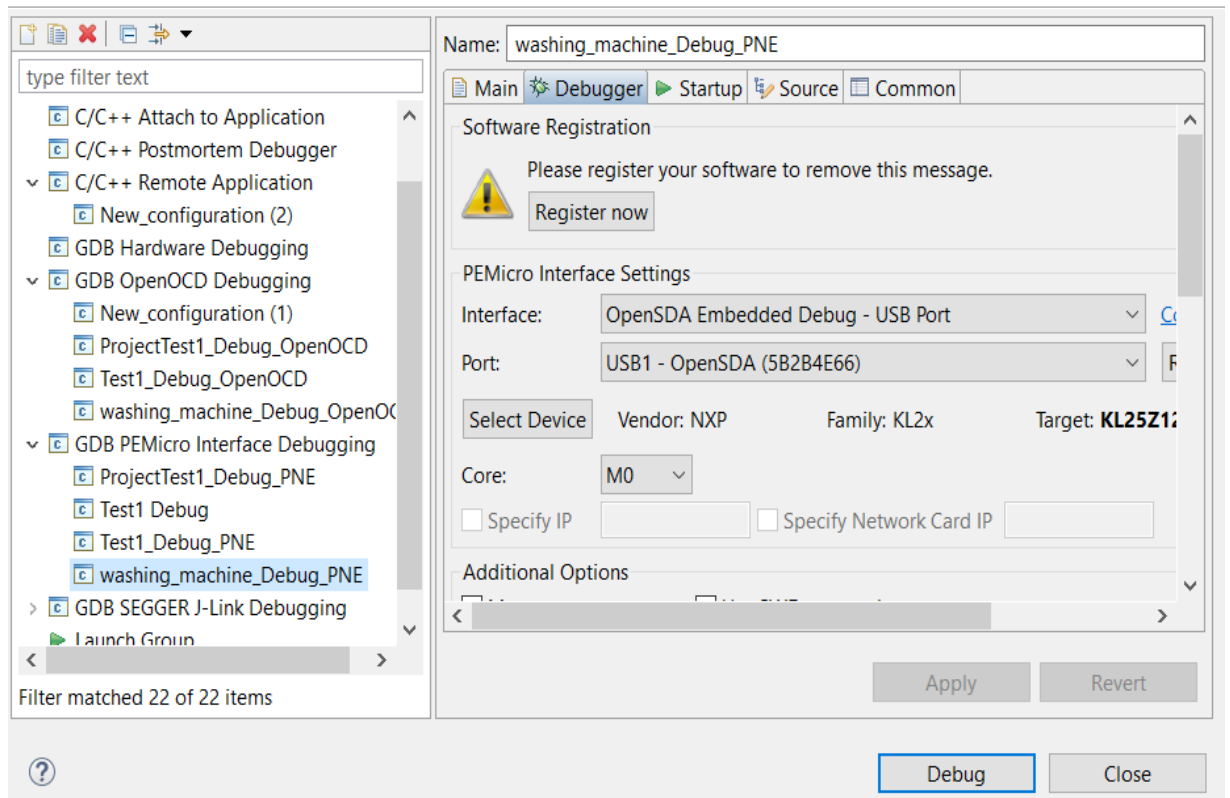 type filter text
C/C++ Attach to Application
C/C++ Postmortem Debugger
C/C++ Remote Application
New_configuration (2)
GDB Hardware Debugging
GDB OpenOCD Debugging
New_configuration (1)
ProjectTest1_Debug_OpenOCD
Test1_Debug_OpenOCD
washing_machine_Debug_OpenOC
GDB PEMicro Interface Debugging
ProjectTest1_Debug_PNE
Test1 Debug
Test1_Debug_PNE
washing_machine_Debug_PNE
GDB SEGGER J-Link Debugging
Launch Group
Filter matched 22 of 22 items
Name: washing_machine_Debug_PNE
Main Debugger Startup Source Common
Software Registration
Please register your software to remove this message.
Register now
PEMicro Interface Settings
Interface: OpenSDA Embedded Debug - USB Port
Port: USB1 - OpenSDA (5B2B4E66)
Select Device Vendor: NXP Family: KL2x Target: KL25Z12
Core: M0
Specify IP Specify Network Card IP
Additional Options
Apply Revert
Debug Close